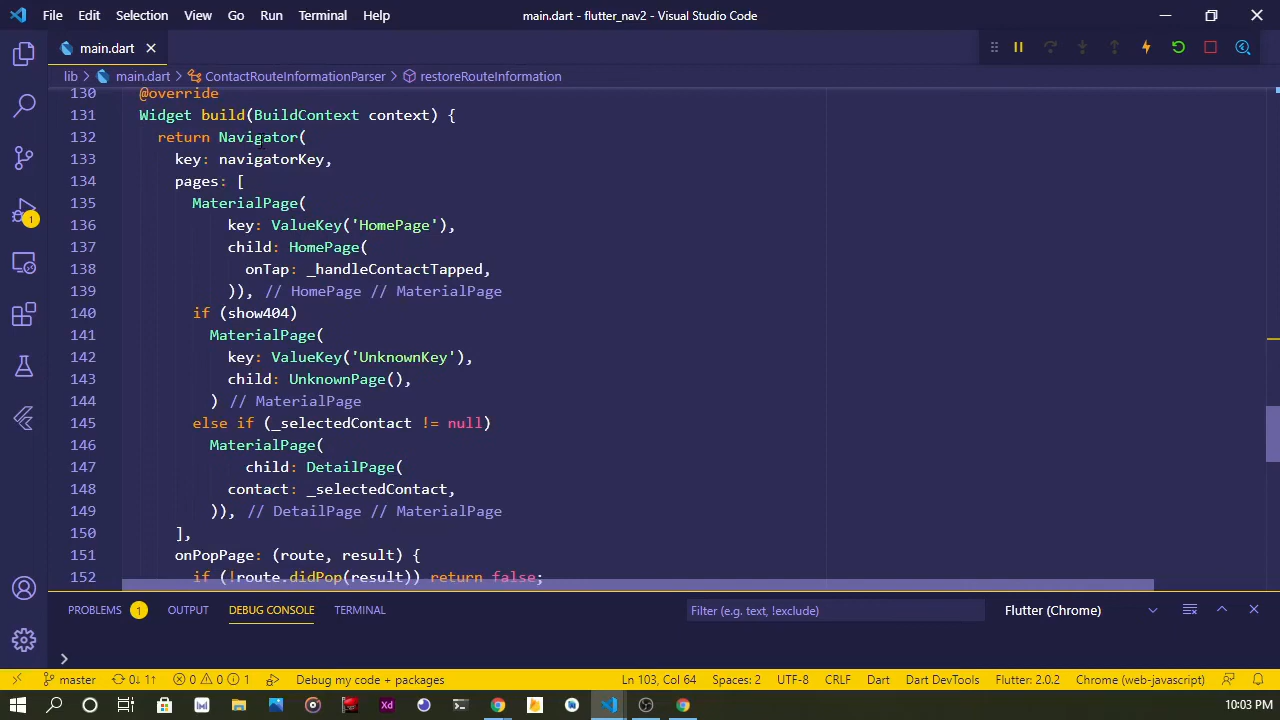 File Edit Selection View Go Run Terminal Help main.dart - flutter_nav2 - Visual Studio Code
main.dart
lib > main.dart > ContactRouteInformationParser > restoreRouteInformation
130 @override
131 Widget build(BuildContext context) {
132 return Navigator(
133 key: navigatorKey,
134 pages: [
135 MaterialPage(
136 key: ValueKey('HomePage'),
137 child: HomePage(
138 onTap: _handleContactTapped,
139 )), // HomePage // MaterialPage
140 if (show404)
141 MaterialPage(
142 key: ValueKey('UnknownKey'),
143 child: UnknownPage(),
144 ) // MaterialPage
145 else if (_selectedContact != null)
146 MaterialPage(
147 child: DetailPage(
148 contact: _selectedContact,
149 )), // DetailPage // MaterialPage
150 ],
151 onPopPage: (route, result) {
152 if (!route.didPop(result)) return false;
1
PROBLEMS 1 OUTPUT DEBUG CONSOLE TERMINAL Filter (e.g. text, !exclude) Flutter (Chrome)
master 0↓ 1↑ 0 0 1 Debug my code + packages Ln 103, Col 64 Spaces: 2 UTF-8 CRLF Dart Dart DevTools Flutter: 2.0.2 Chrome (web-javascript)
Xd 10:03 PM